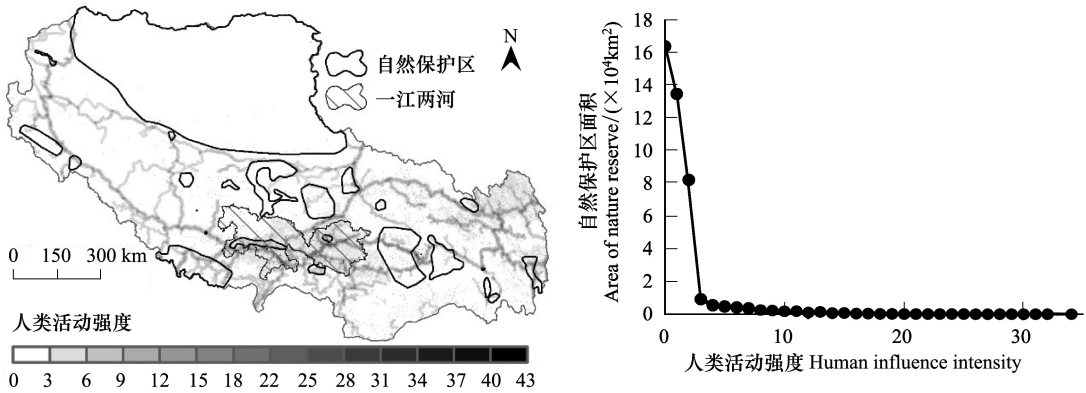 N
自然保护区
一江两河
0 150 300 km
人类活动强度
0 3 6 9 12 15 18 22 25 28 31 34 37 40 43
自然保护区面积
Area of nature reserve/(×10⁴km²)
18
16
14
12
10
8
6
4
2
0
0 10 20 30
人类活动强度 Human influence intensity